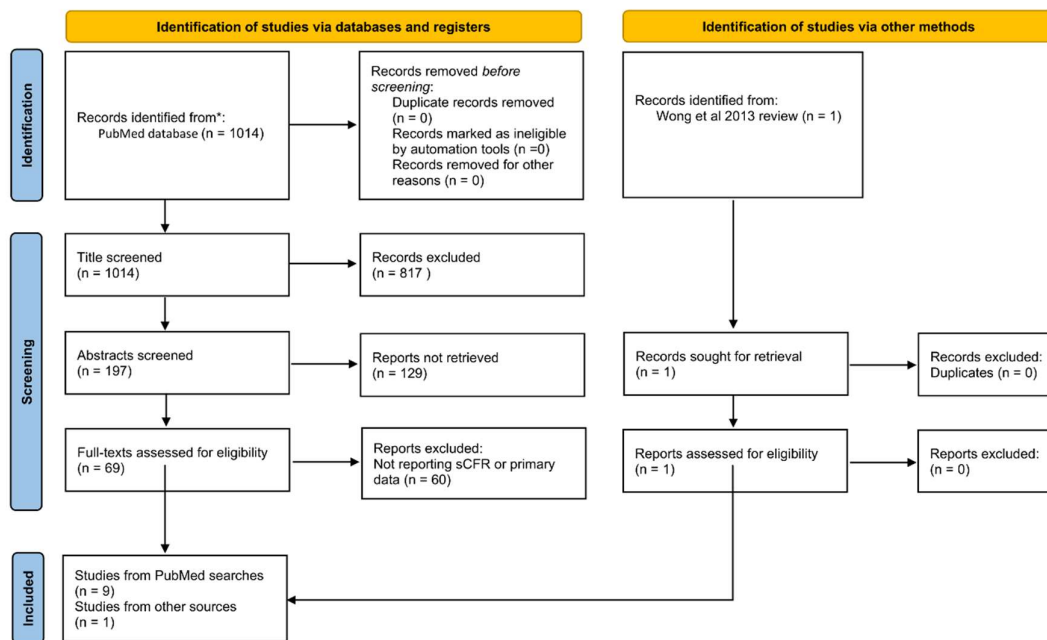 Identification of studies via databases and registers
Identification of studies via other methods
Identification
Records identified from*:
PubMed database (n = 1014)
Records removed before
screening:
Duplicate records removed
(n = 0)
Records marked as ineligible
by automation tools (n =0)
Records removed for other
reasons (n = 0)
Records identified from:
Wong et al 2013 review (n = 1)
Screening
Title screened
(n = 1014)
Records excluded
(n = 817 )
Abstracts screened
(n = 197)
Reports not retrieved
(n = 129)
Records sought for retrieval
(n = 1)
Records excluded:
Duplicates (n = 0)
Full-texts assessed for eligibility
(n = 69)
Reports excluded:
Not reporting sCFR or primary
data (n = 60)
Reports assessed for eligibility
(n = 1)
Reports excluded:
(n = 0)
Included
Studies from PubMed searches
(n = 9)
Studies from other sources
(n = 1)